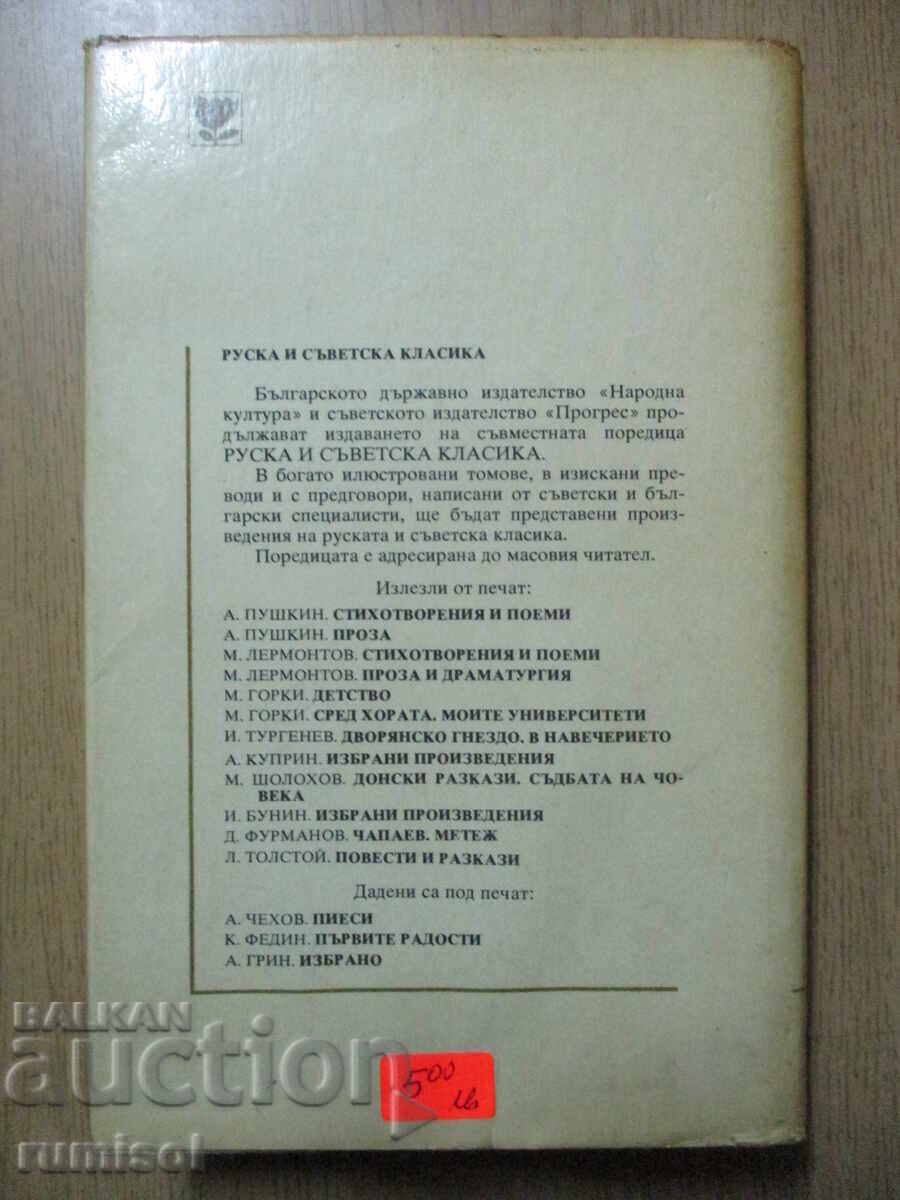 РУСКА И СЪВЕТСКА КЛАСИКА
Българското държавно издателство «Народна
култура» и съветското издателство «Прогрес» про-
дължават издаването на съвместната поредица
РУСКА И СЪВЕТСКА КЛАСИКА.
В богато илюстровани томове, в изискани пре-
води и с предговори, написани от съветски и бъл-
гарски специалисти, ще бъдат представени произ-
ведения на руската и съветска класика.
Поредицата е адресирана до масовия читател.
Излезли от печат:
А. ПУШКИН. СТИХОТВОРЕНИЯ И ПОЕМИ
А. ПУШКИН. ПРОЗА
М. ЛЕРМОНТОВ. СТИХОТВОРЕНИЯ И ПОЕМИ
М. ЛЕРМОНТОВ. ПРОЗА И ДРАМАТУРГИЯ
М. ГОРКИ. ДЕТСТВО
М. ГОРКИ. СРЕД ХОРАТА. МОИТЕ УНИВЕРСИТЕТИ
И. ТУРГЕНЕВ. ДВОРЯНСКО ГНЕЗДО. В НАВЕЧЕРИЕТО
А. КУПРИН. ИЗБРАНИ ПРОИЗВЕДЕНИЯ
М. ШОЛОХОВ. ДОНСКИ РАЗКАЗИ. СЪДБАТА НА ЧО-
ВЕКА
И. БУНИН. ИЗБРАНИ ПРОИЗВЕДЕНИЯ
Д. ФУРМАНОВ. ЧАПАЕВ. МЕТЕЖ
Л. ТОЛСТОЙ. ПОВЕСТИ И РАЗКАЗИ
Дадени са под печат:
А. ЧЕХОВ. ПИЕСИ
К. ФЕДИН. ПЪРВИТЕ РАДОСТИ
А. ГРИН. ИЗБРАНО
BALKAN
auction
500
лв
rumisol